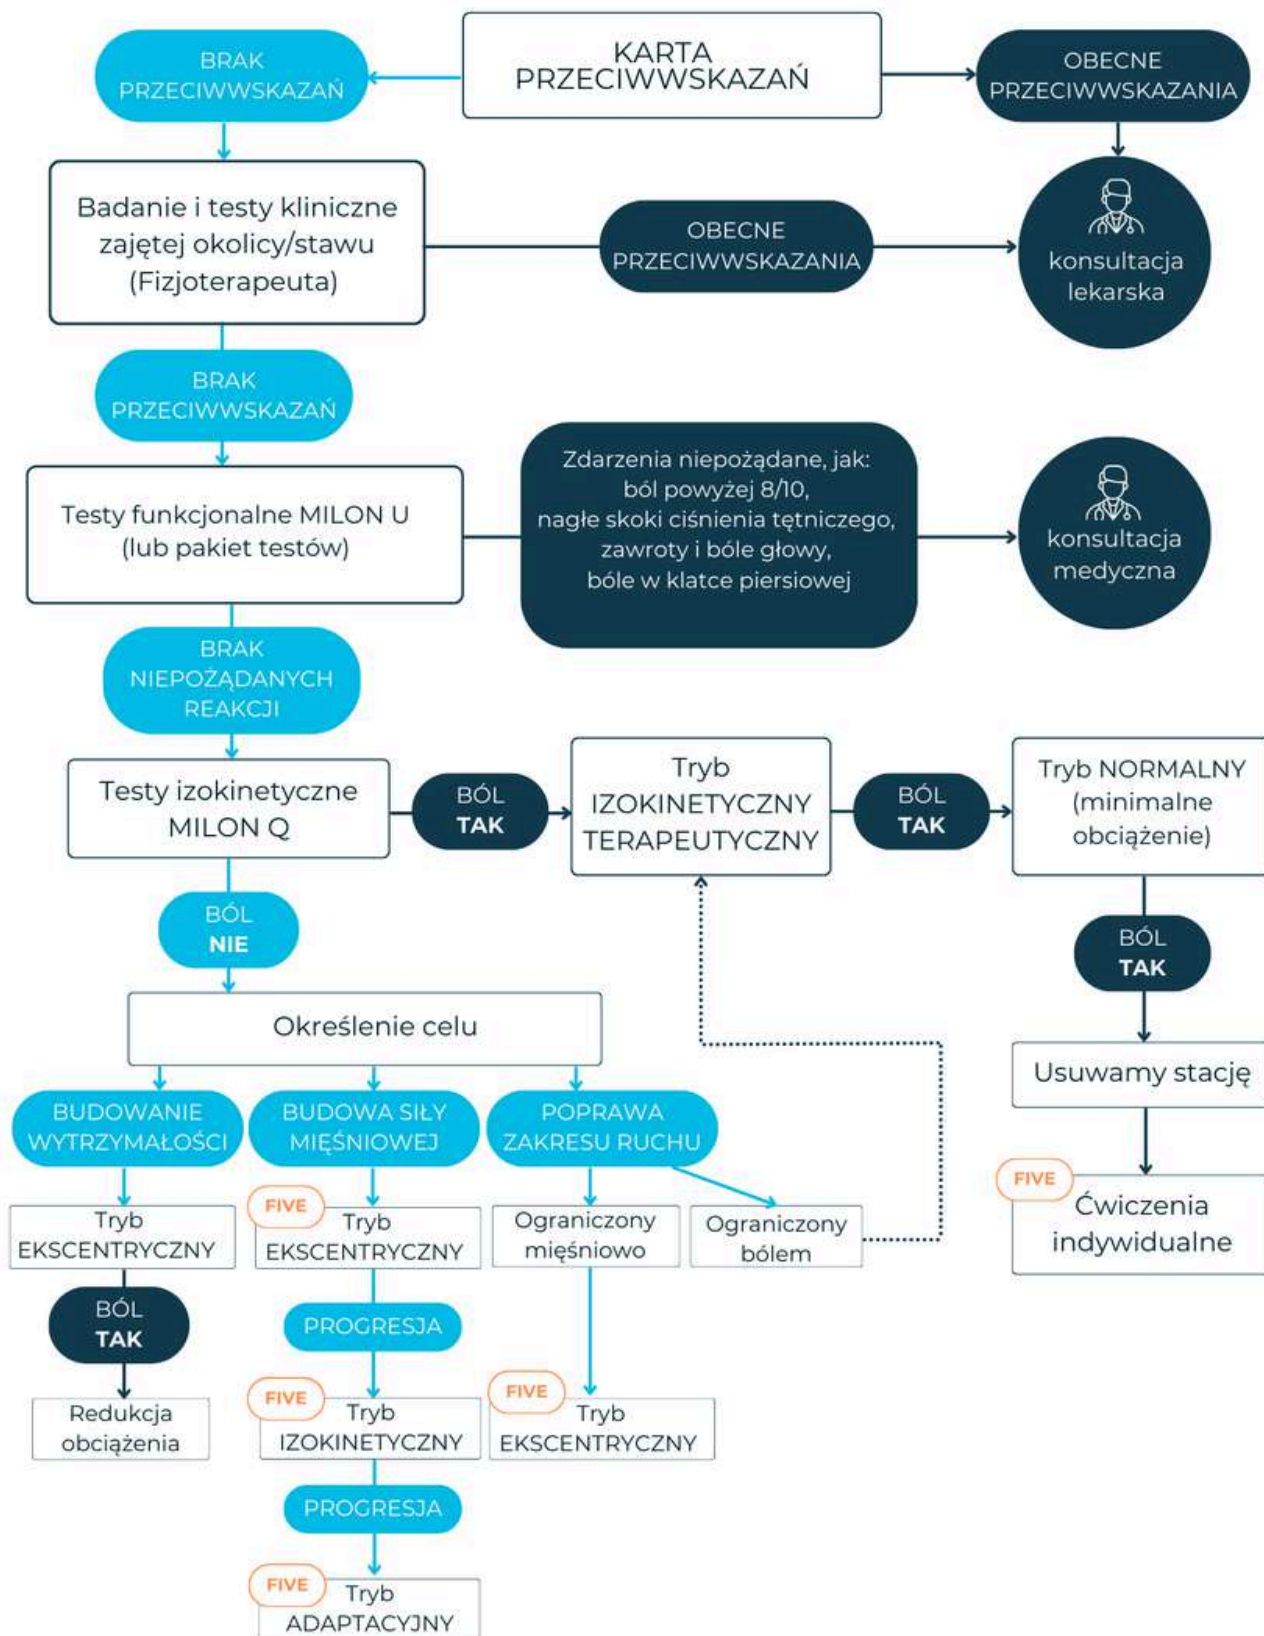 KARTA
PRZECIWWSKAZAŃ
BRAK
PRZECIWWSKAZAŃ
OBECNE
PRZECIWWSKAZANIA
Badanie i testy kliniczne
zajętej okolicy/stawu
(Fizjoterapeuta)
OBECNE
PRZECIWWSKAZANIA
konsultacja
lekarska
BRAK
PRZECIWWSKAZAŃ
Testy funkcjonalne MILON U
(lub pakiet testów)
Zdarzenia niepożądane, jak:
ból powyżej 8/10,
nagłe skoki ciśnienia tętniczego,
zawroty i bóle głowy,
bóle w klatce piersiowej
konsultacja
medyczna
BRAK
NIEPOŻĄDANYCH
REAKCJI
Testy izokinetyczne
MILON Q
BÓL
TAK
Tryb
IZOKINETYCZNY
TERAPEUTYCZNY
BÓL
TAK
Tryb NORMALNY
(minimalne
obciążenie)
BÓL
NIE
BÓL
TAK
Określenie celu
Usuwamy stację
BUDOWANIE
WYTRZYMAŁOŚCI
BUDOWA SIŁY
MIĘŚNIOWEJ
POPRAWA
ZAKRESU RUCHU
FIVE
Ćwiczenia
indywidualne
Tryb
EKSCENTRYCZNY
FIVE
Tryb
EKSCENTRYCZNY
Ograniczony
mięśniowo
Ograniczony
bólem
BÓL
TAK
PROGRESJA
Redukcja
obciążenia
FIVE
Tryb
IZOKINETYCZNY
FIVE
Tryb
EKSCENTRYCZNY
PROGRESJA
FIVE
Tryb
ADAPTACYJNY